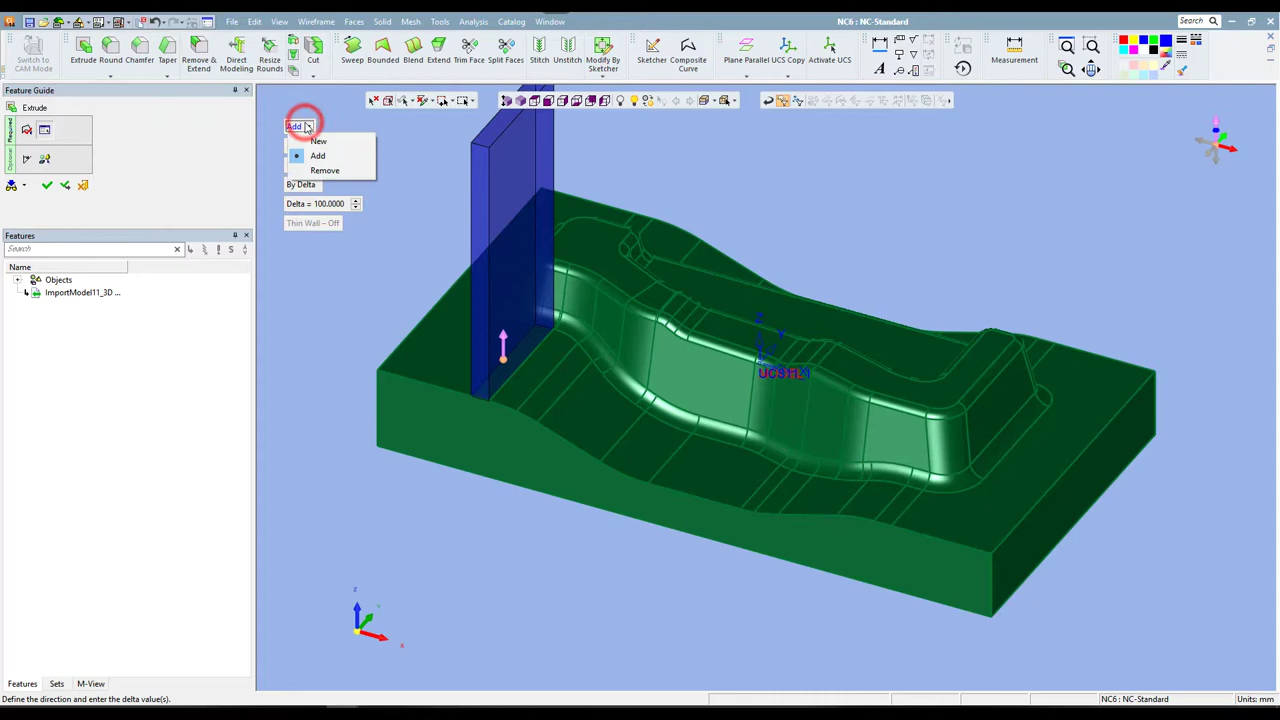 File Edit View Wireframe Faces Solid Mesh Tools Analysis Catalog Window
NC6 : NC-Standard
Search
Switch to CAM Mode
Extrude
Round
Chamfer
Taper
Remove & Extend
Direct Modeling
Resize Rounds
Cut
Sweep
Bounded
Blend
Trim
Split Faces
Stitch
Unstitch
Modify By Sketcher
Sketcher
Composite Curve
Plane Parallel
UCS Copy
Activate UCS
Measurement
Feature Guide
Extrude
Required
Optional
Features
Search
Name
Objects
ImportModel11_3D ...
Add
New
Add
Remove
By Delta
Delta = 100.0000
Thin Wall – Off
Z
Y
z
x
Features Sets M-View
Define the direction and enter the delta value(s).
NC6 : NC-Standard
Units: mm